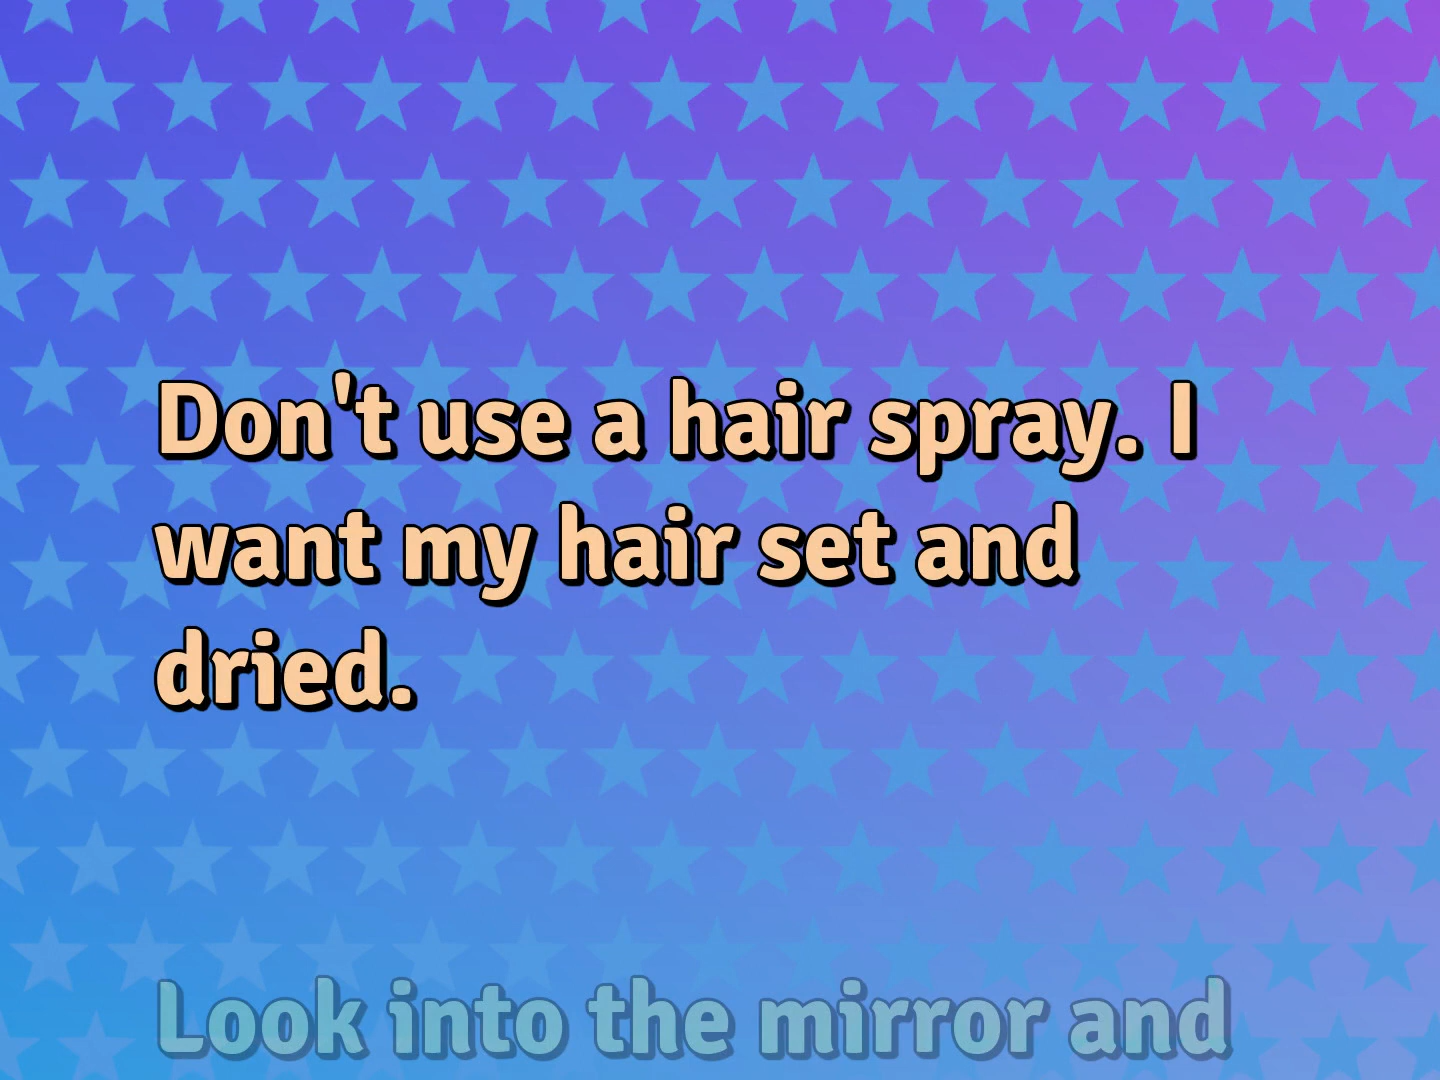 Don't use a hair spray. I
want my hair set and
dried.
Look into the mirror and